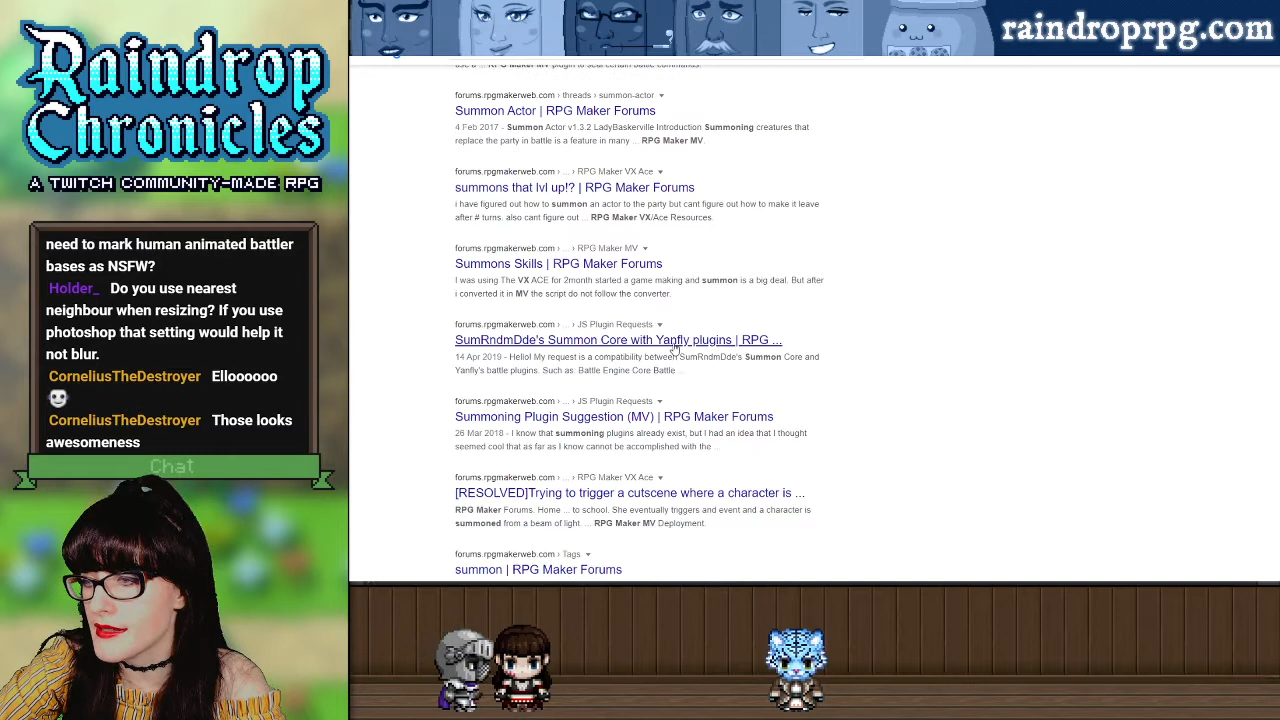 Raindrop
Chronicles
A TWITCH COMMUNITY-MADE RPG
need to mark human animated battler
bases as NSFW?
Holder_ Do you use nearest
neighbour when resizing? If you use
photoshop that setting would help it
not blur.
CorneliusTheDestroyer Elloooooo
CorneliusTheDestroyer Those looks
awesomeness
Chat
raindroprpg.com
use a ... RPG Maker MV plugin to seal certain battle commands.
forums.rpgmakerweb.com › threads › summon-actor
Summon Actor | RPG Maker Forums
4 Feb 2017 - Summon Actor v1.3.2 LadyBaskerville Introduction Summoning creatures that
replace the party in battle is a feature in many ... RPG Maker MV.
forums.rpgmakerweb.com › ... › RPG Maker VX Ace
summons that lvl up!? | RPG Maker Forums
i have figured out how to summon an actor to the party but cant figure out how to make it leave
after # turns. also cant figure out ... RPG Maker VX/Ace Resources.
forums.rpgmakerweb.com › ... › RPG Maker MV
Summons Skills | RPG Maker Forums
I was using The VX ACE for 2month started a game making and summon is a big deal. But after
i converted it in MV the script do not follow the converter.
forums.rpgmakerweb.com › ... › JS Plugin Requests
SumRndmDde's Summon Core with Yanfly plugins | RPG ...
14 Apr 2019 - Hello! My request is a compatibility between SumRndmDde's Summon Core and
Yanfly's battle plugins. Such as: Battle Engine Core Battle ...
forums.rpgmakerweb.com › ... › JS Plugin Requests
Summoning Plugin Suggestion (MV) | RPG Maker Forums
26 Mar 2018 - I know that summoning plugins already exist, but I had an idea that I thought
seemed cool that as far as I know cannot be accomplished with the ...
forums.rpgmakerweb.com › ... › RPG Maker VX Ace
[RESOLVED]Trying to trigger a cutscene where a character is ...
RPG Maker Forums. Home ... to school. She eventually triggers and event and a character is
summoned from a beam of light. ... RPG Maker MV Deployment.
forums.rpgmakerweb.com › Tags
summon | RPG Maker Forums